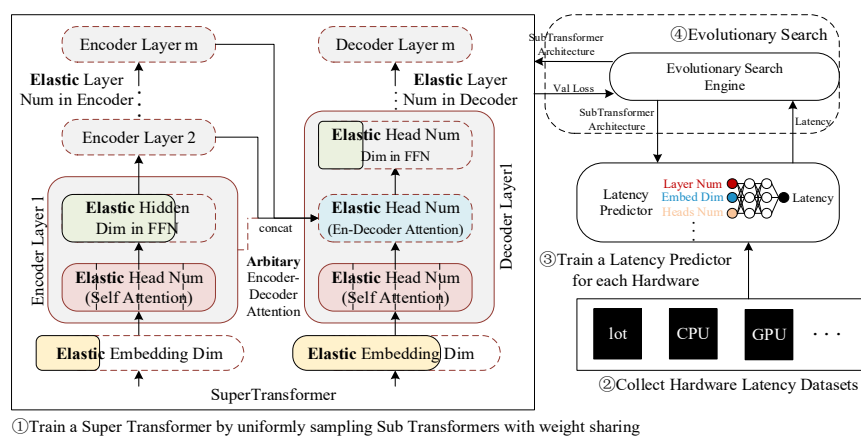 Encoder Layer m
Elastic Layer
Num in Encoder
Encoder Layer 2
Encoder Layer 1
Elastic Hidden
Dim in FFN
Elastic Head Num
(Self Attention)
Elastic Embedding Dim
concat
Arbitary
Encoder-
Decoder
Attention
Decoder Layer m
Elastic Layer
Num in Decoder
Decoder Layer1
Elastic Head Num
Dim in FFN
Elastic Head Num
(En-Decoder Attention)
Elastic Head Num
(Self Attention)
Elastic Embedding Dim
SuperTransformer
①Train a Super Transformer by uniformly sampling Sub Transformers with weight sharing
SubTransformer
Architecture
Val Loss
④Evolutionary Search
Evolutionary Search
Engine
SubTransformer
Architecture
Latency
Latency
Predictor
Layer Num
Embed Dim
Heads Num
Latency
③Train a Latency Predictor
for each Hardware
lot
CPU
GPU
②Collect Hardware Latency Datasets